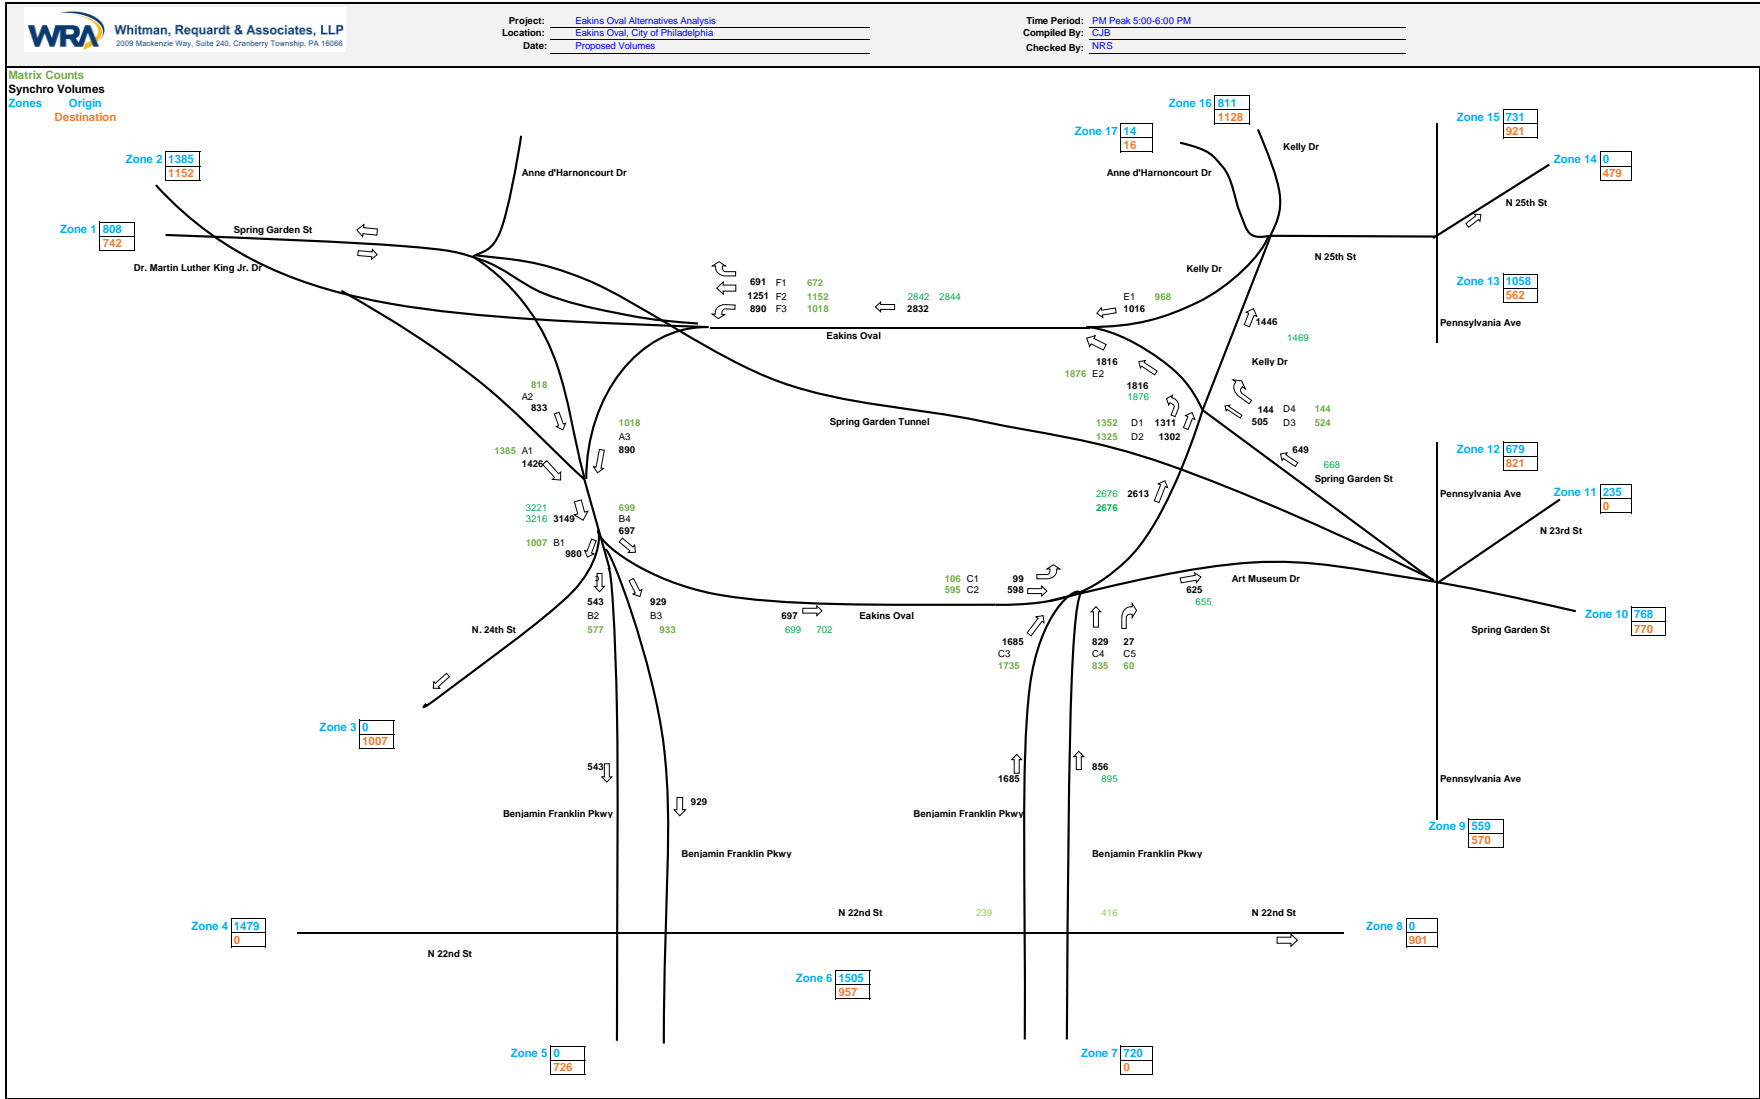 WRA
Whitman, Requardt & Associates, LLP
2009 Mackenzie Way, Suite 240, Cranberry Township, PA 16066
Project: Eakins Oval Alternatives Analysis
Location: Eakins Oval, City of Philadelphia
Date: Proposed Volumes
Time Period: PM Peak 5:00-6:00 PM
Compiled By: CJB
Checked By: NRS
Matrix Counts
Synchro Volumes
Zones Origin
Destination
Zone 16 811
1128
Zone 17 14
16
Zone 15 731
921
Kelly Dr
Zone 2 1385
1152
Zone 14 0
479
Anne d'Harnoncourt Dr
Anne d'Harnoncourt Dr
N 25th St
Zone 1 808
742
Spring Garden St
N 25th St
Dr. Martin Luther King Jr. Dr
Kelly Dr
Zone 13 1058
562
691 F1 672
1251 F2 1152
890 F3 1018
2842 2844
2832
E1 968
1016
Eakins Oval
1446
1469
Pennsylvania Ave
Kelly Dr
1816
1876 E2
1816
1876
818
A2
833
Spring Garden Tunnel
1352 D1 1311
1325 D2 1302
144 D4 144
505 D3 524
1018
A3
890
1385 A1
1426
649
668
Spring Garden St
Zone 12 679
821
Pennsylvania Ave
Zone 11 235
0
N 23rd St
2676 2613
2676
3221
3216 3149
699
B4
697
1007 B1
980
106 C1 99
595 C2 598
Art Museum Dr
625
655
543
B2
577
929
B3
933
697
699 702
Eakins Oval
N. 24th St
1685
C3
1735
829 27
C4 C5
835 60
Zone 10 768
770
Spring Garden St
Zone 3 0
1007
543
929
1685
856
895
Pennsylvania Ave
Benjamin Franklin Pkwy
Benjamin Franklin Pkwy
Benjamin Franklin Pkwy
Benjamin Franklin Pkwy
Zone 9 559
570
N 22nd St 239 416 N 22nd St
Zone 4 1479
0
Zone 8 0
901
N 22nd St
Zone 6 1505
957
Zone 5 0
726
Zone 7 720
0